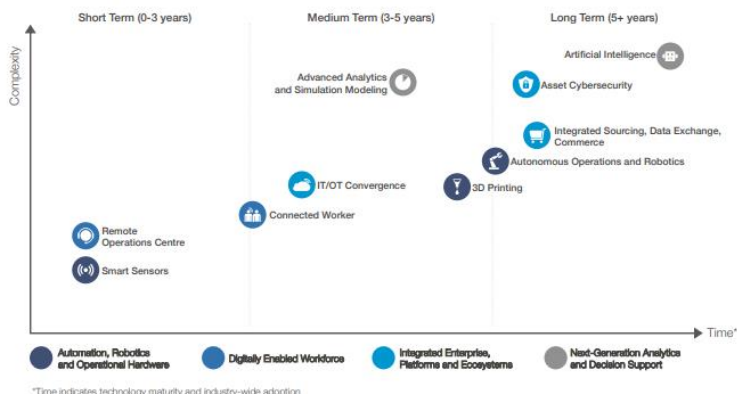 Short Term (0-3 years)
Medium Term (3-5 years)
Long Term (5+ years)
Complexity
Artificial Intelligence
Advanced Analytics
and Simulation Modeling
Asset Cybersecurity
Integrated Sourcing, Data Exchange,
Commerce
Autonomous Operations and Robotics
IT/OT Convergence
3D Printing
Connected Worker
Remote
Operations Centre
Smart Sensors
Time*
Automation, Robotics
and Operational Hardware
Digitally Enabled Workforce
Integrated Enterprise,
Platforms and Ecosystems
Next-Generation Analytics
and Decision Support
*Time indicates technology maturity and industry-wide adoption